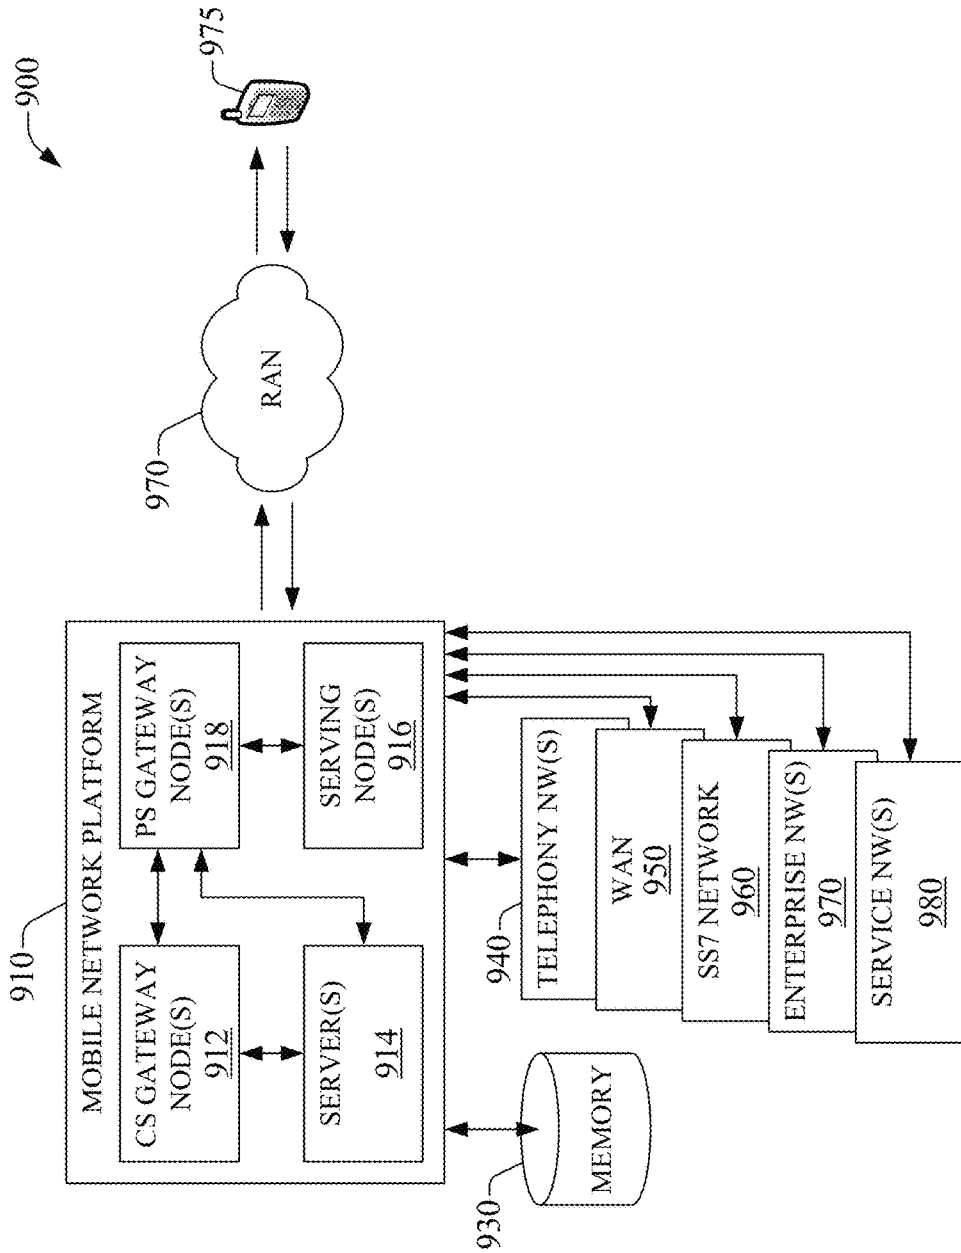 900
910
MOBILE NETWORK PLATFORM
CS GATEWAY
NODE(S)
912
PS GATEWAY
NODE(S)
918
SERVER(S)
914
SERVING
NODE(S)
916
970
RAN
975
930
MEMORY
940
TELEPHONY NW(S)
WAN
950
SS7 NETWORK
960
ENTERPRISE NW(S)
970
SERVICE NW(S)
980